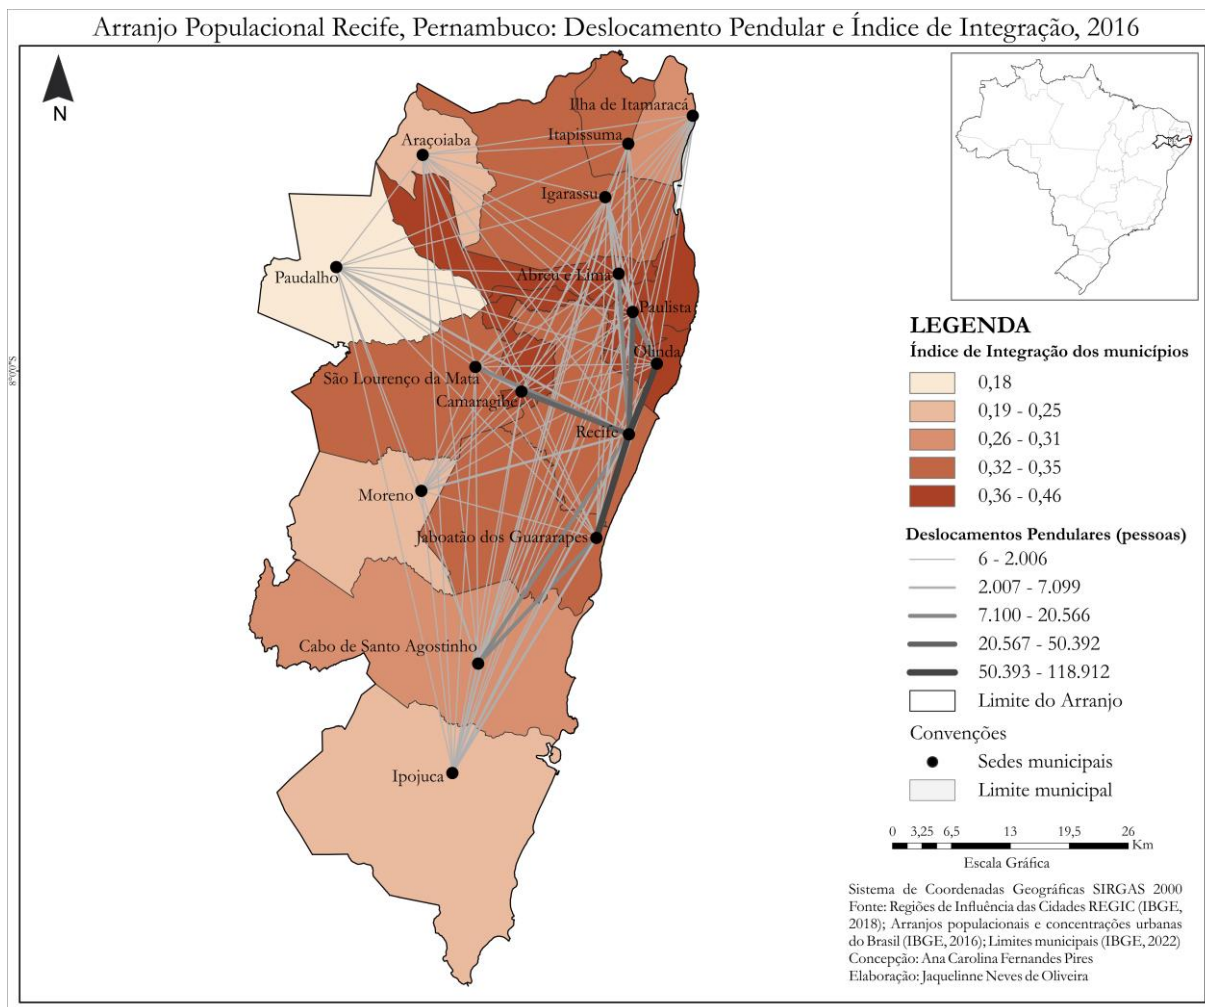 Arranjo Populacional Recife, Pernambuco: Deslocamento Pendular e Índice de Integração, 2016
N
8°0'0"S
Ilha de Itamaracá
Itapissuma
Araçoiaba
Igarassu
Abreu e Lima
Paudalho
Paulista
Olinda
São Lourenço da Mata
Camaragibe
Recife
Moreno
Jaboatão dos Guararapes
Cabo de Santo Agostinho
Ipojuca
LEGENDA
Índice de Integração dos municípios
0,18
0,19 - 0,25
0,26 - 0,31
0,32 - 0,35
0,36 - 0,46
Deslocamentos Pendulares (pessoas)
6 - 2.006
2.007 - 7.099
7.100 - 20.566
20.567 - 50.392
50.393 - 118.912
Limite do Arranjo
Convenções
Sedes municipais
Limite municipal
0 3,25 6,5 13 19,5 26
Km
Escala Gráfica
Sistema de Coordenadas Geográficas SIRGAS 2000
Fonte: Regiões de Influência das Cidades REGIC (IBGE,
2018); Arranjos populacionais e concentrações urbanas
do Brasil (IBGE, 2016); Limites municipais (IBGE, 2022)
Concepção: Ana Carolina Fernandes Pires
Elaboração: Jaquelinne Neves de Oliveira